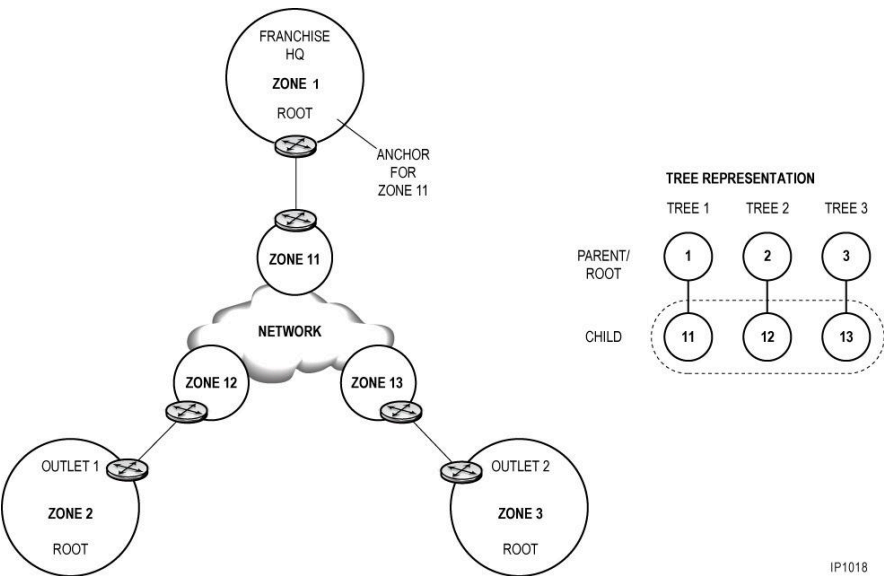 FRANCHISE
HQ
ZONE 1
ROOT
ANCHOR
FOR
ZONE 11
ZONE 11
NETWORK
ZONE 12
ZONE 13
OUTLET 1
ZONE 2
ROOT
OUTLET 2
ZONE 3
ROOT
TREE REPRESENTATION
TREE 1 TREE 2 TREE 3
PARENT/
ROOT
1 2 3
CHILD
11 12 13
IP1018